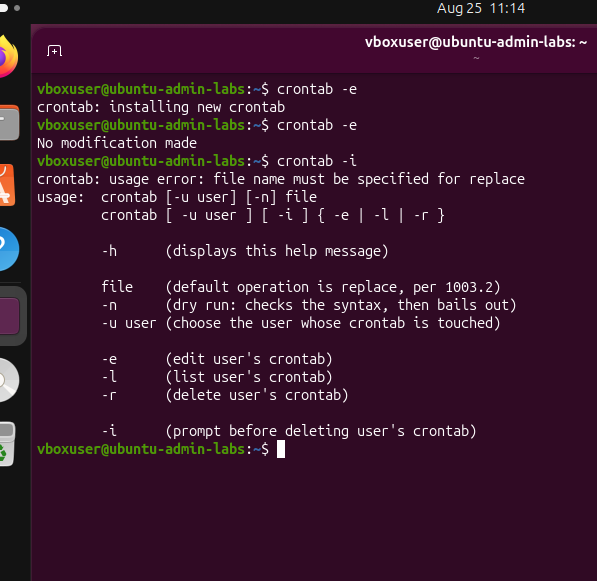 Aug 25 11:14
vboxuser@ubuntu-admin-labs: ~
~
vboxuser@ubuntu-admin-labs:~$ crontab -e
crontab: installing new crontab
vboxuser@ubuntu-admin-labs:~$ crontab -e
No modification made
vboxuser@ubuntu-admin-labs:~$ crontab -i
crontab: usage error: file name must be specified for replace
usage:  crontab [-u user] [-n] file
        crontab [ -u user ] [ -i ] { -e | -l | -r }
        -h      (displays this help message)
        file    (default operation is replace, per 1003.2)
        -n      (dry run: checks the syntax, then bails out)
        -u user (choose the user whose crontab is touched)
        -e      (edit user's crontab)
        -l      (list user's crontab)
        -r      (delete user's crontab)
        -i      (prompt before deleting user's crontab)
vboxuser@ubuntu-admin-labs:~$